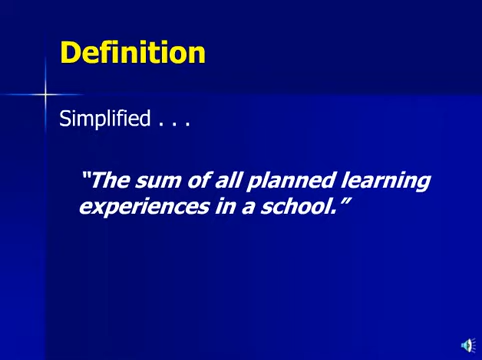 Definition
Simplified . . .
“The sum of all planned learning
experiences in a school.”